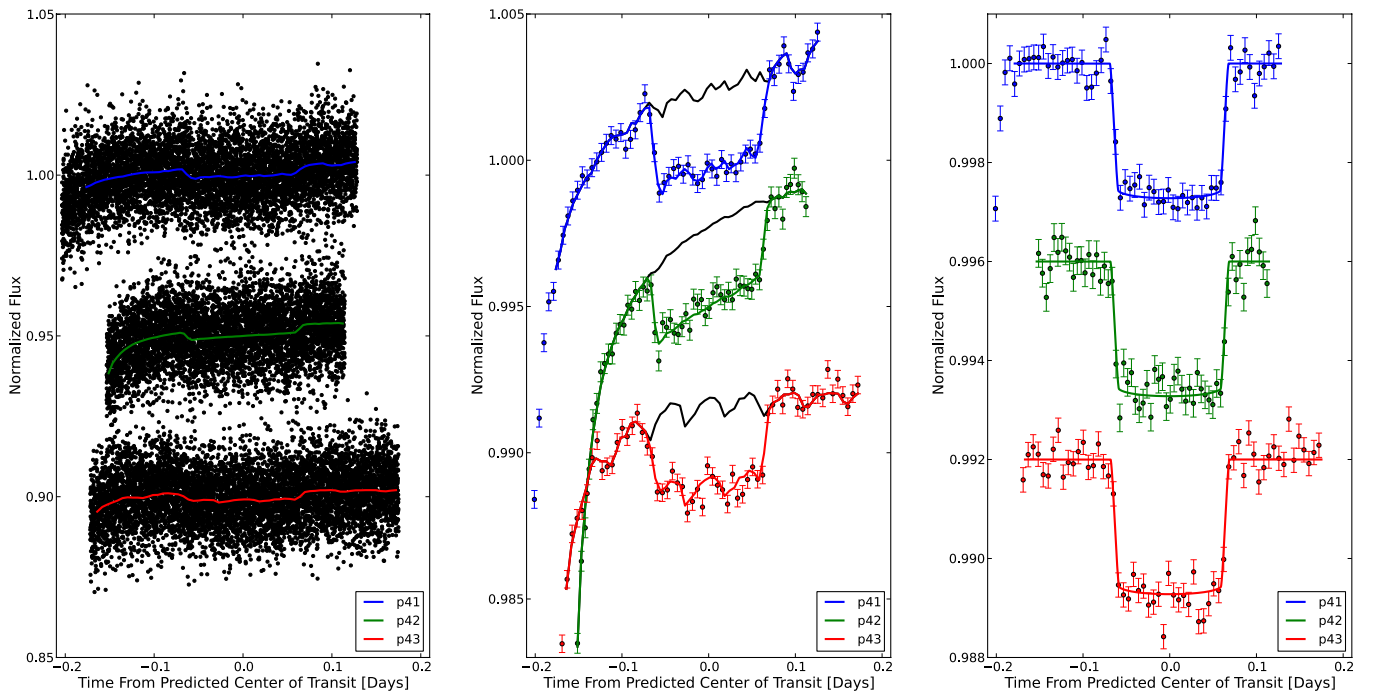 1.05
1.00
0.95
0.90
0.85
Normalized Flux
−0.2 −0.1 0.0 0.1 0.2
Time From Predicted Center of Transit [Days]
p41
p42
p43
1.005
1.000
0.995
0.990
0.985
Normalized Flux
−0.2 −0.1 0.0 0.1 0.2
Time From Predicted Center of Transit [Days]
p41
p42
p43
1.000
0.998
0.996
0.994
0.992
0.990
0.988
Normalized Flux
−0.2 −0.1 0.0 0.1 0.2
Time From Predicted Center of Transit [Days]
p41
p42
p43